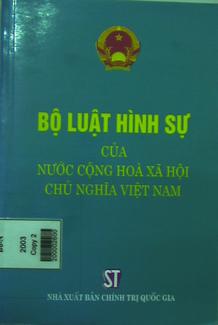 BỘ LUẬT HÌNH SỰ
CỦA
NƯỚC CỘNG HOÀ XÃ HỘI
CHỦ NGHĨA VIỆT NAM
2003
Copy 2
ST
NHÀ XUẤT BẢN CHÍNH TRỊ QUỐC GIA